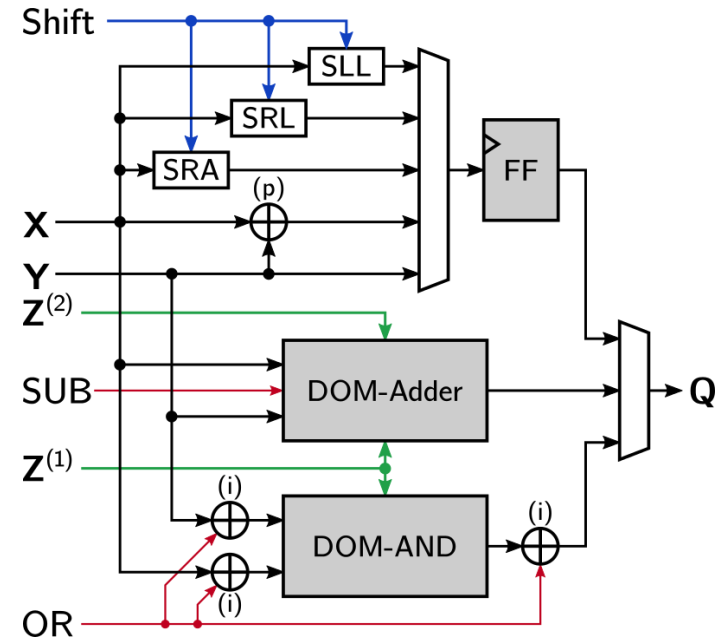 Shift
SLL
SRL
SRA
FF
(p)
X
Y
Z(2)
DOM-Adder
SUB
Q
Z(1)
(i)
(i)
DOM-AND
(i)
OR